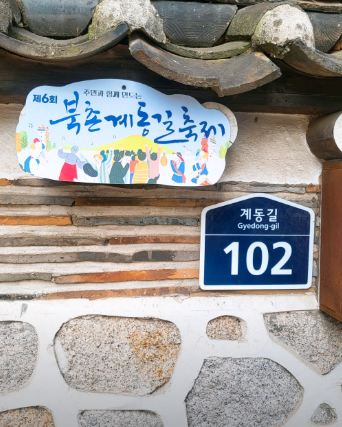 주민과 함께 만드는
제6회 북촌계동길축제
계동길
Gyedong-gil
102